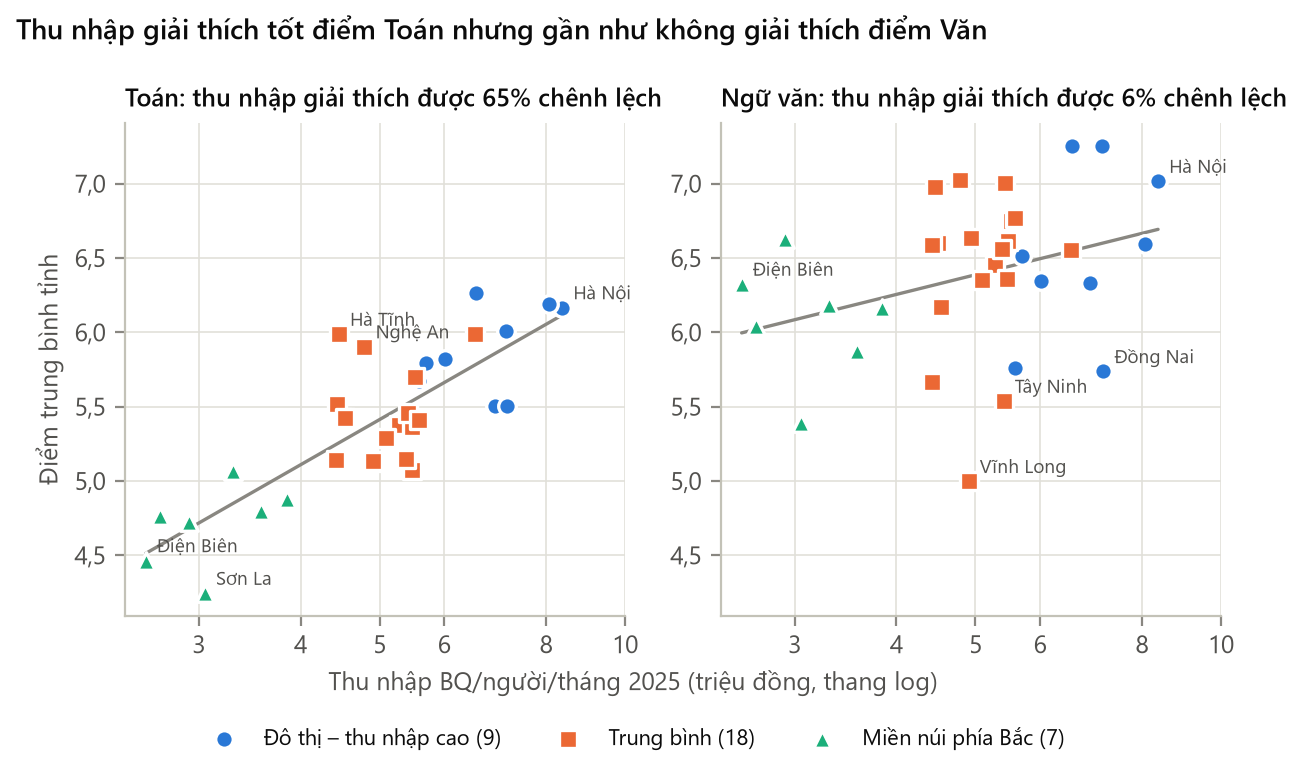 Thu nhập giải thích tốt điểm Toán nhưng gần như không giải thích điểm Văn
Toán: thu nhập giải thích được 65% chênh lệch
Điểm trung bình tỉnh
7,0
6,5
6,0
5,5
5,0
4,5
Hà Nội
Hà Tĩnh
Nghệ An
Điện Biên
Sơn La
3
4
5
6
8
10
Ngữ văn: thu nhập giải thích được 6% chênh lệch
7,0
6,5
6,0
5,5
5,0
4,5
Hà Nội
Điện Biên
Đồng Nai
Tây Ninh
Vĩnh Long
3
4
5
6
8
10
Thu nhập BQ/người/tháng 2025 (triệu đồng, thang log)
Đô thị – thu nhập cao (9)
Trung bình (18)
Miền núi phía Bắc (7)